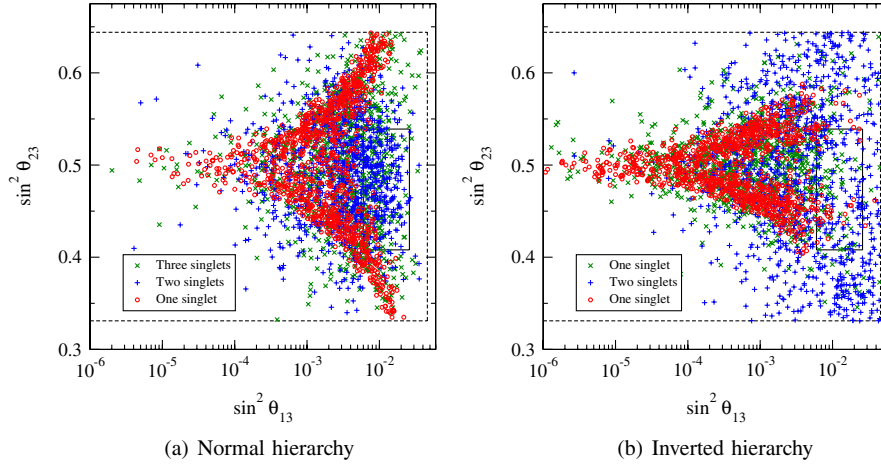 0.6
0.5
0.4
0.3
sin² θ₂₃
Three singlets
Two singlets
One singlet
10⁻⁶ 10⁻⁵ 10⁻⁴ 10⁻³ 10⁻²
sin² θ₁₃
(a) Normal hierarchy
0.6
0.5
0.4
0.3
sin² θ₂₃
One singlet
Two singlets
One singlet
10⁻⁶ 10⁻⁵ 10⁻⁴ 10⁻³ 10⁻²
sin² θ₁₃
(b) Inverted hierarchy